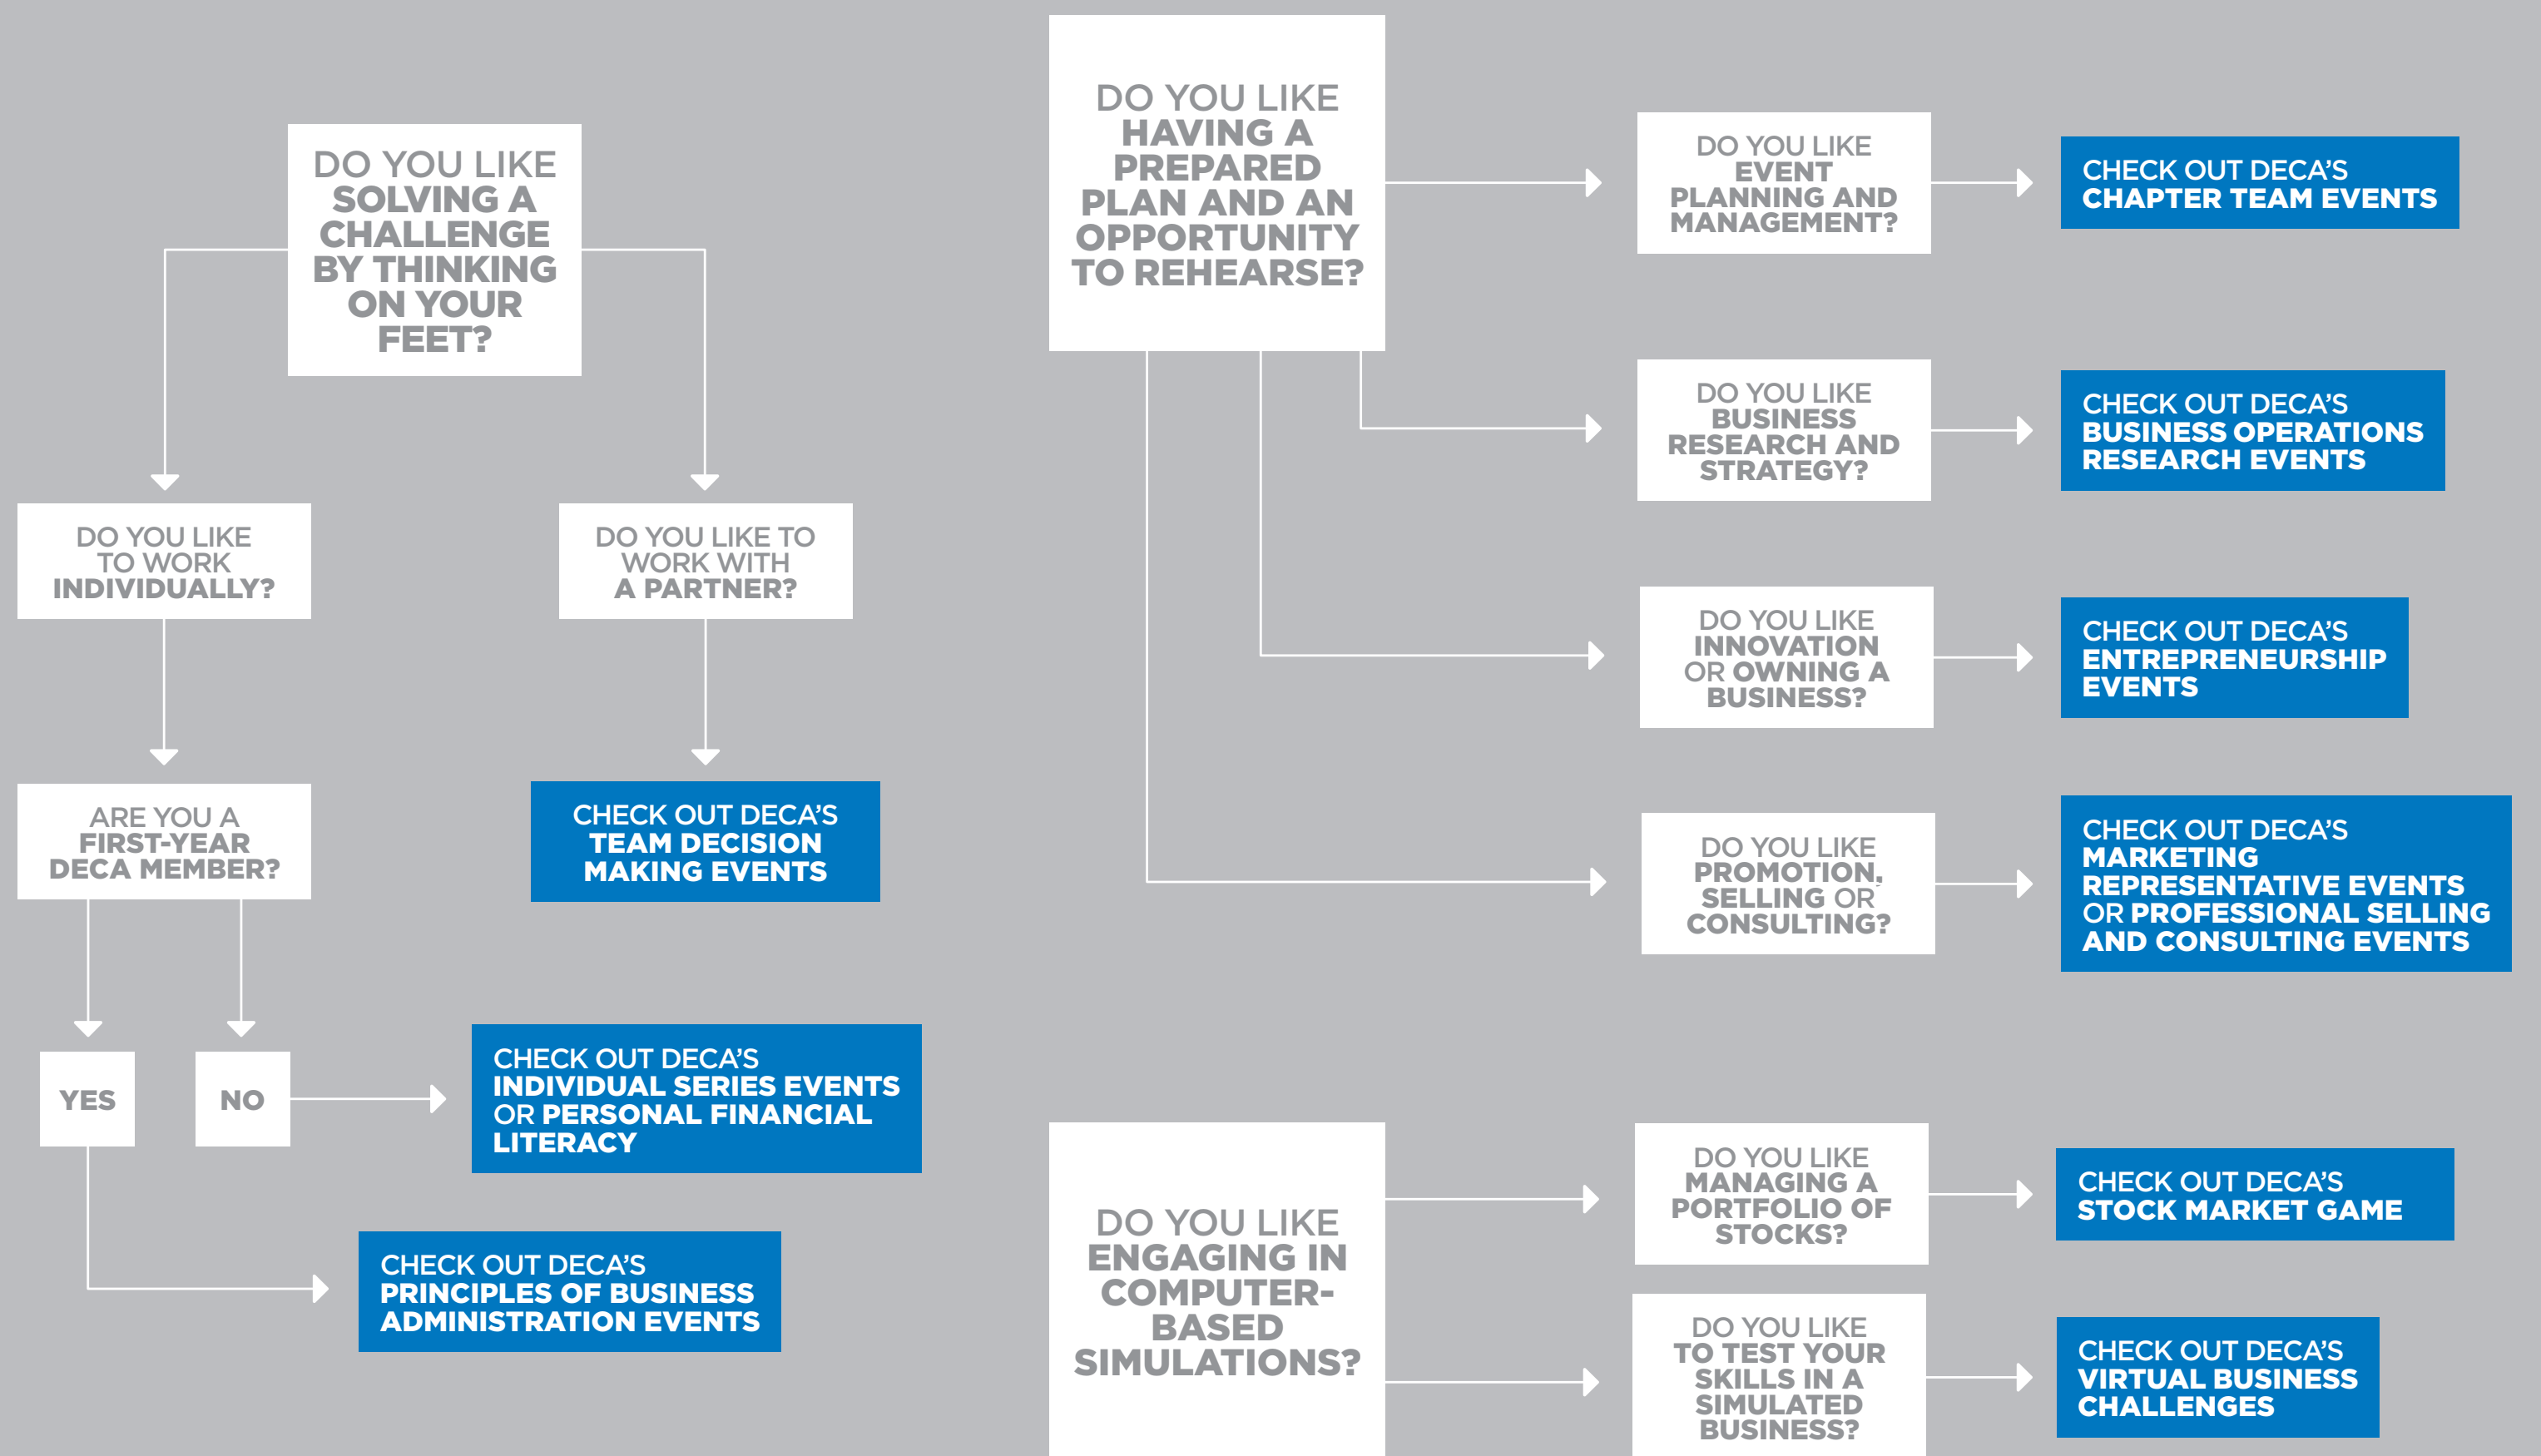 DO YOU LIKE
SOLVING A
CHALLENGE
BY THINKING
ON YOUR
FEET?
DO YOU LIKE
TO WORK
INDIVIDUALLY?
DO YOU LIKE TO
WORK WITH
A PARTNER?
ARE YOU A
FIRST-YEAR
DECA MEMBER?
CHECK OUT DECA'S
TEAM DECISION
MAKING EVENTS
YES
NO
CHECK OUT DECA'S
INDIVIDUAL SERIES EVENTS
OR PERSONAL FINANCIAL
LITERACY
CHECK OUT DECA'S
PRINCIPLES OF BUSINESS
ADMINISTRATION EVENTS
DO YOU LIKE
HAVING A
PREPARED
PLAN AND AN
OPPORTUNITY
TO REHEARSE?
DO YOU LIKE
EVENT
PLANNING AND
MANAGEMENT?
CHECK OUT DECA'S
CHAPTER TEAM EVENTS
DO YOU LIKE
BUSINESS
RESEARCH AND
STRATEGY?
CHECK OUT DECA'S
BUSINESS OPERATIONS
RESEARCH EVENTS
DO YOU LIKE
INNOVATION
OR OWNING A
BUSINESS?
CHECK OUT DECA'S
ENTREPRENEURSHIP
EVENTS
DO YOU LIKE
PROMOTION,
SELLING OR
CONSULTING?
CHECK OUT DECA'S
MARKETING
REPRESENTATIVE EVENTS
OR PROFESSIONAL SELLING
AND CONSULTING EVENTS
DO YOU LIKE
ENGAGING IN
COMPUTER-
BASED
SIMULATIONS?
DO YOU LIKE
MANAGING A
PORTFOLIO OF
STOCKS?
CHECK OUT DECA'S
STOCK MARKET GAME
DO YOU LIKE
TO TEST YOUR
SKILLS IN A
SIMULATED
BUSINESS?
CHECK OUT DECA'S
VIRTUAL BUSINESS
CHALLENGES